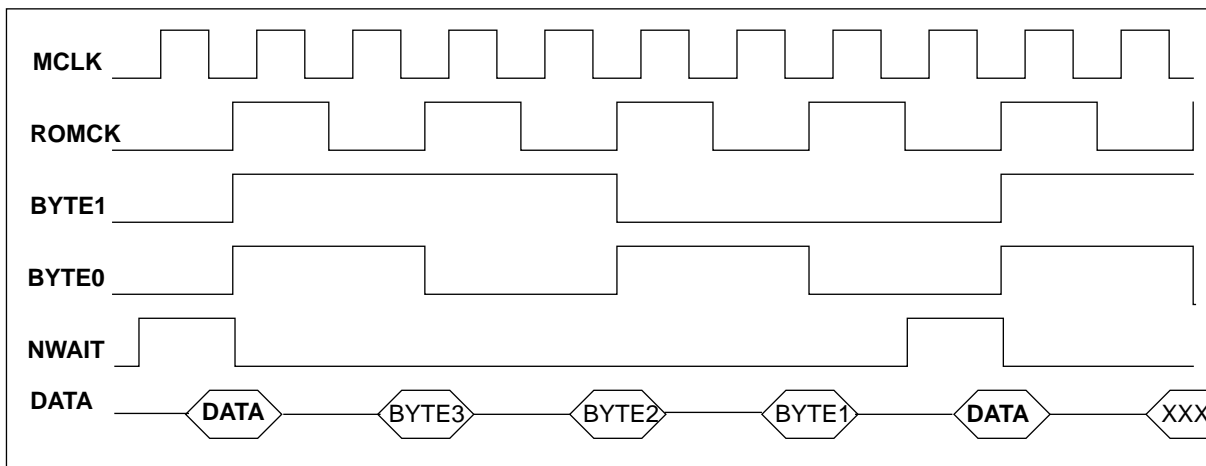 MCLK
ROMCK
BYTE1
BYTE0
NWAIT
DATA DATA BYTE3 BYTE2 BYTE1 DATA XXX